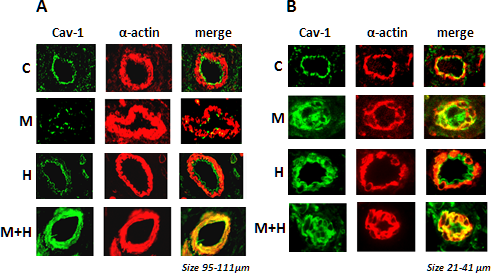 A
Cav-1 α-actin merge
C
M
H
M+H
Size 95-111µm
B
Cav-1 α-actin merge
C
M
H
M+H
Size 21-41 µm